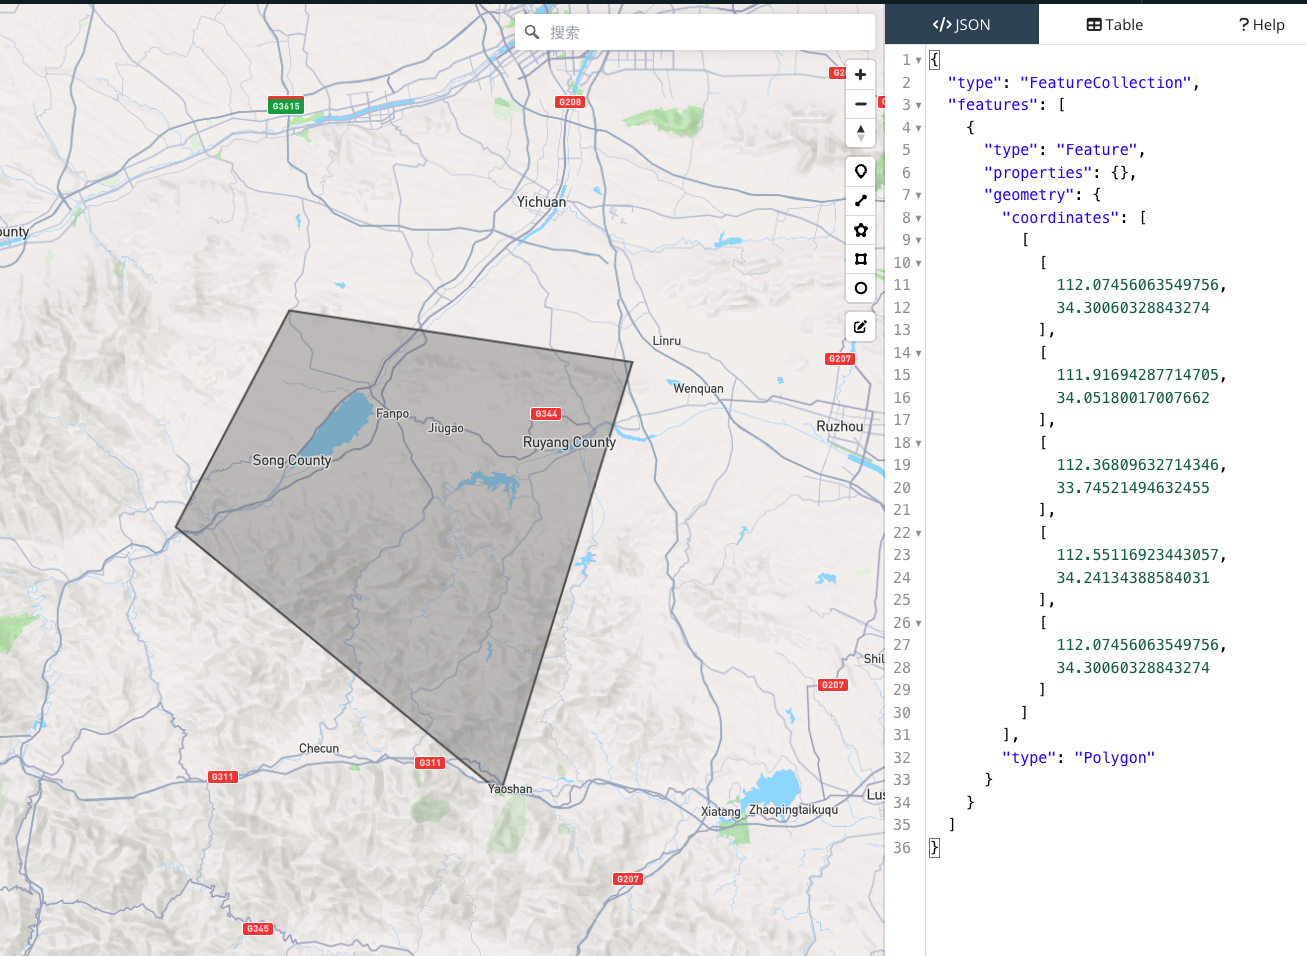 搜索
G3615
G208
Yichuan
ounty
Linru
G207
Wenquan
Fanpo
G344
Jiugao
Ruzhou
Ruyang County
Song County
Shil
G207
Checun
G311
G311
Yaoshan
Lus
Xiatang
Zhaopingtaikuqu
G207
G345
JSON
Table
? Help
1 {
2 "type": "FeatureCollection",
3 "features": [
4 {
5 "type": "Feature",
6 "properties": {},
7 "geometry": {
8 "coordinates": [
9 [
10 [
11 112.07456063549756,
12 34.30060328843274
13 ],
14 [
15 111.91694287714705,
16 34.05180017007662
17 ],
18 [
19 112.36809632714346,
20 33.74521494632455
21 ],
22 [
23 112.55116923443057,
24 34.24134388584031
25 ],
26 [
27 112.07456063549756,
28 34.30060328843274
29 ]
30 ]
31 ],
32 "type": "Polygon"
33 }
34 }
35 ]
36 }